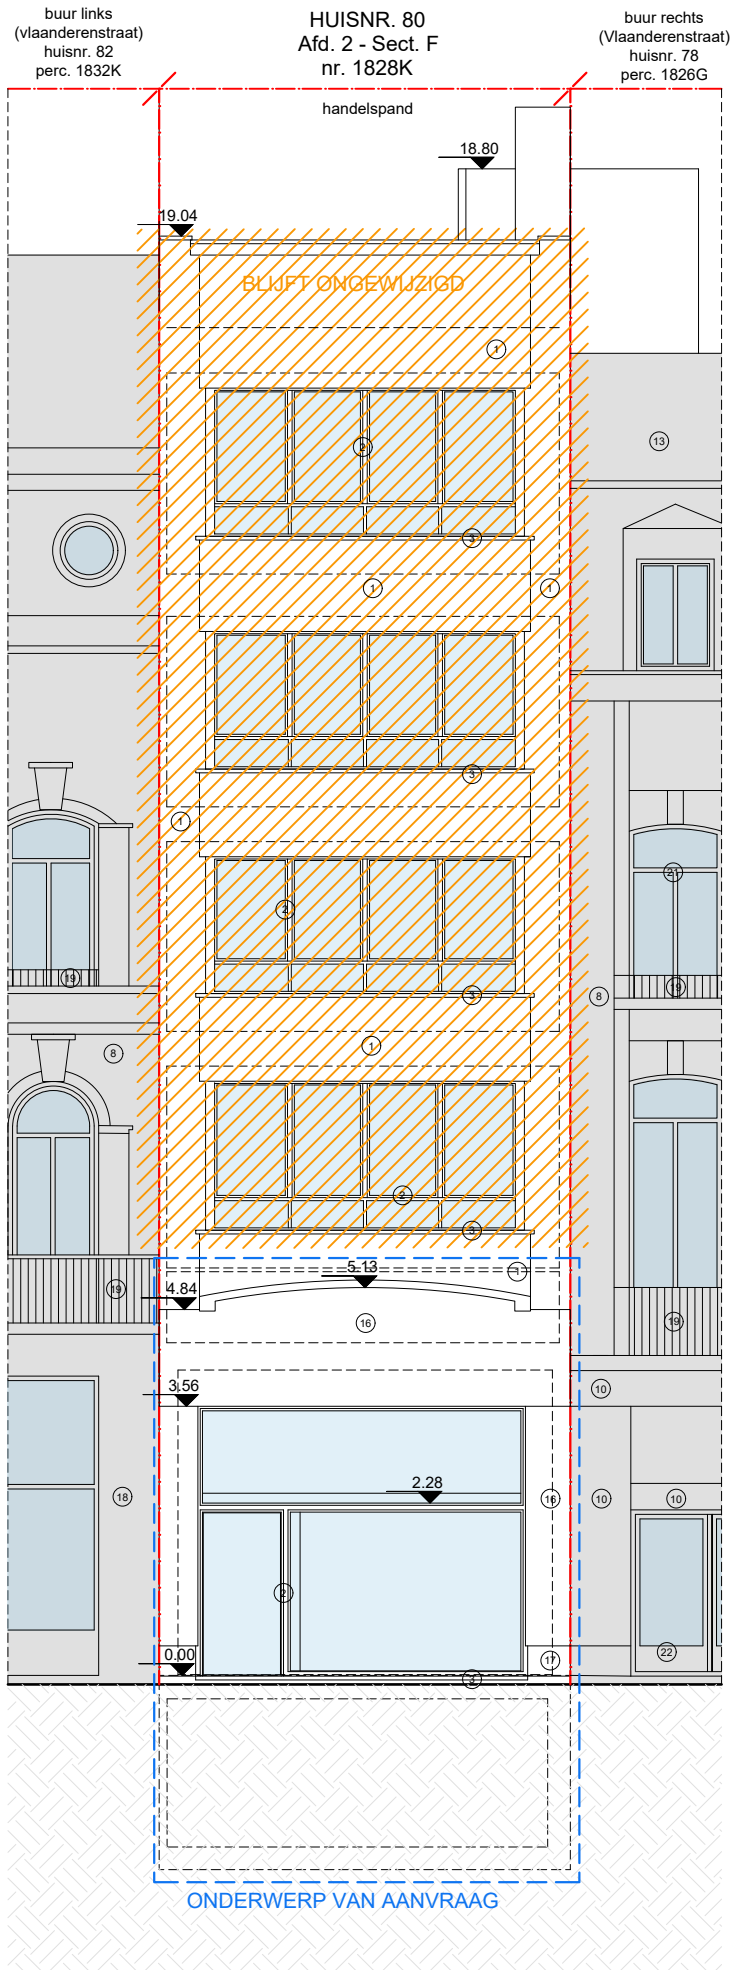 buur links
(vlaanderenstraat)
huisnr. 82
perc. 1832K
HUISNR. 80
Afd. 2 - Sect. F
nr. 1828K
buur rechts
(Vlaanderenstraat)
huisnr. 78
perc. 1826G
handelspand
18.80
19.04
BLIJFT ONGEWIJZIGD
1
13
2
3
1
1
3
1
21
2
19
19
3
8
1
8
2
3
5.13
1
4.84
19
16
19
3.56
10
2.28
18
16
10
10
2
0.00
17
22
3
ONDERWERP VAN AANVRAAG